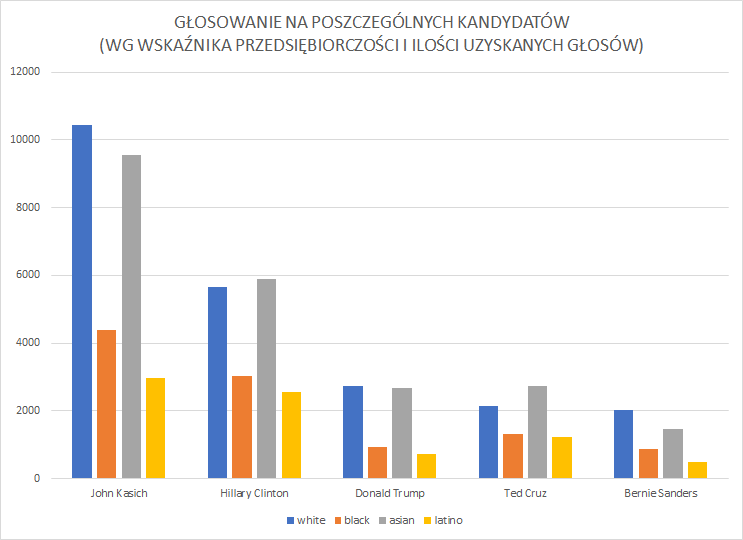 GŁOSOWANIE NA POSZCZEGÓLNYCH KANDYDATÓW
(WG WSKAŹNIKA PRZEDSIĘBIORCZOŚCI I ILOŚCI UZYSKANYCH GŁOSÓW)
12000
10000
8000
6000
4000
2000
0
John Kasich Hillary Clinton Donald Trump Ted Cruz Bernie Sanders
white black asian latino